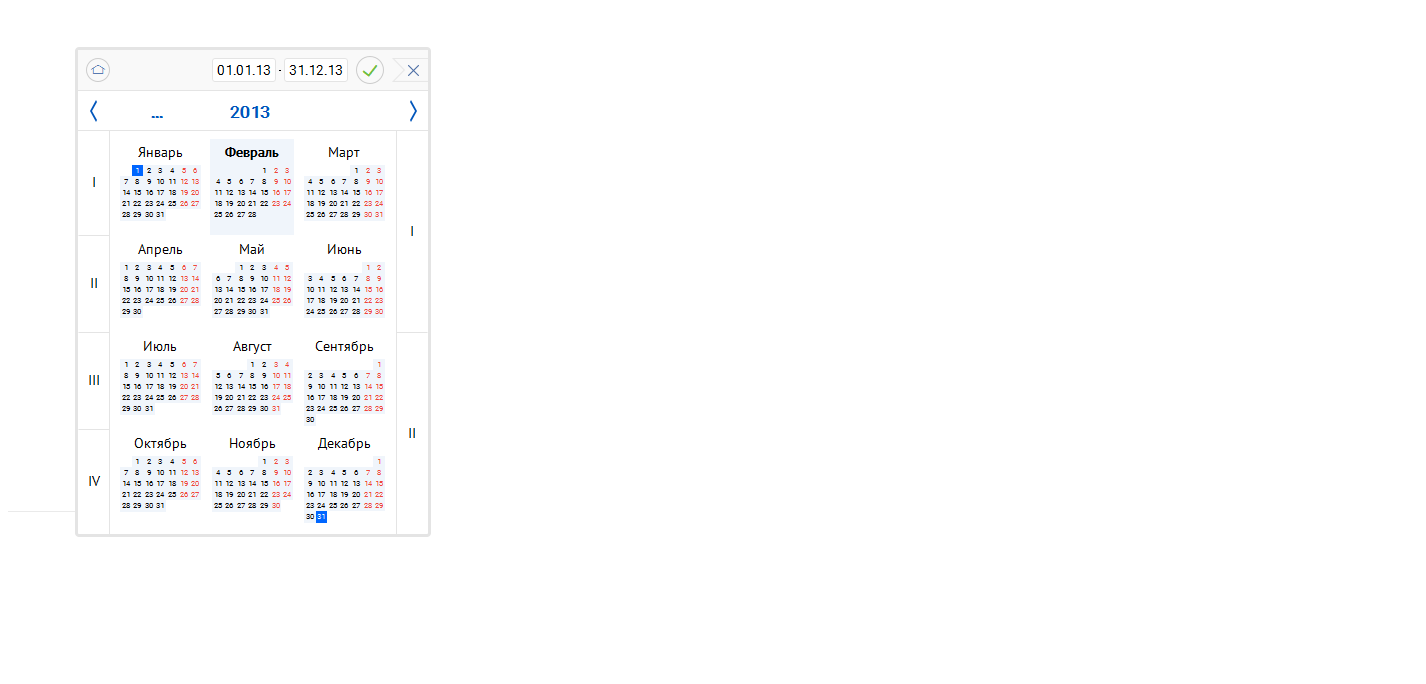 01.01.13 - 31.12.13
... 2013
Январь Февраль Март
1 2 3 4 5 6 1 2 3 1 2 3
7 8 9 10 11 12 13 4 5 6 7 8 9 10 4 5 6 7 8 9 10
I 14 15 16 17 18 19 20 11 12 13 14 15 16 17 11 12 13 14 15 16 17
21 22 23 24 25 26 27 18 19 20 21 22 23 24 18 19 20 21 22 23 24
28 29 30 31 25 26 27 28 25 26 27 28 29 30 31
I
Апрель Май Июнь
1 2 3 4 5 6 7 1 2 3 4 5 1 2
8 9 10 11 12 13 14 6 7 8 9 10 11 12 3 4 5 6 7 8 9
II 15 16 17 18 19 20 21 13 14 15 16 17 18 19 10 11 12 13 14 15 16
22 23 24 25 26 27 28 20 21 22 23 24 25 26 17 18 19 20 21 22 23
29 30 27 28 29 30 31 24 25 26 27 28 29 30
Июль Август Сентябрь
1 2 3 4 5 6 7 1 2 3 4 1
8 9 10 11 12 13 14 5 6 7 8 9 10 11 2 3 4 5 6 7 8
III 15 16 17 18 19 20 21 12 13 14 15 16 17 18 9 10 11 12 13 14 15
22 23 24 25 26 27 28 19 20 21 22 23 24 25 16 17 18 19 20 21 22
29 30 31 26 27 28 29 30 31 23 24 25 26 27 28 29
30
II
Октябрь Ноябрь Декабрь
1 2 3 4 5 6 1 2 3 1
7 8 9 10 11 12 13 4 5 6 7 8 9 10 2 3 4 5 6 7 8
IV 14 15 16 17 18 19 20 11 12 13 14 15 16 17 9 10 11 12 13 14 15
21 22 23 24 25 26 27 18 19 20 21 22 23 24 16 17 18 19 20 21 22
28 29 30 31 25 26 27 28 29 30 23 24 25 26 27 28 29
30 31